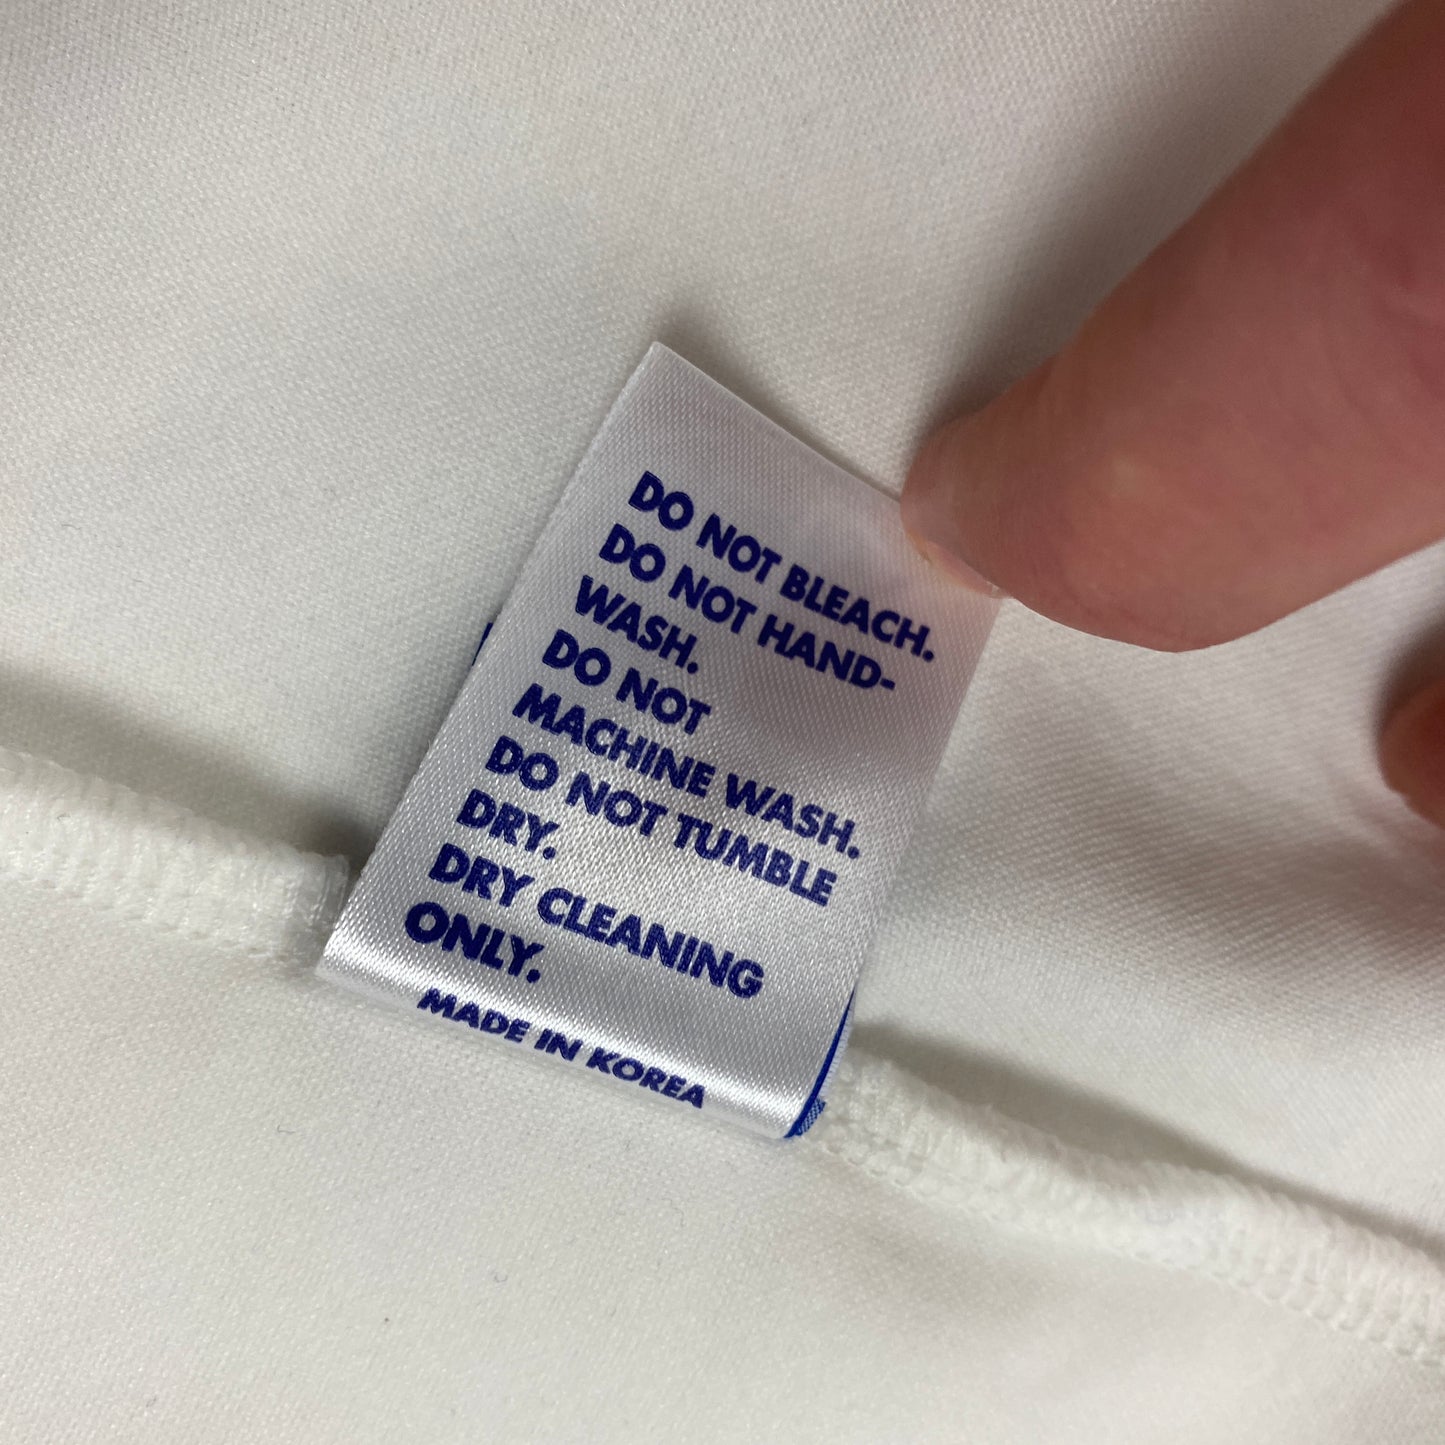 DO NOT BLEACH.
DO NOT HAND-
WASH.
DO NOT
MACHINE WASH.
DO NOT TUMBLE
DRY.
DRY CLEANING
ONLY.
MADE IN KOREA